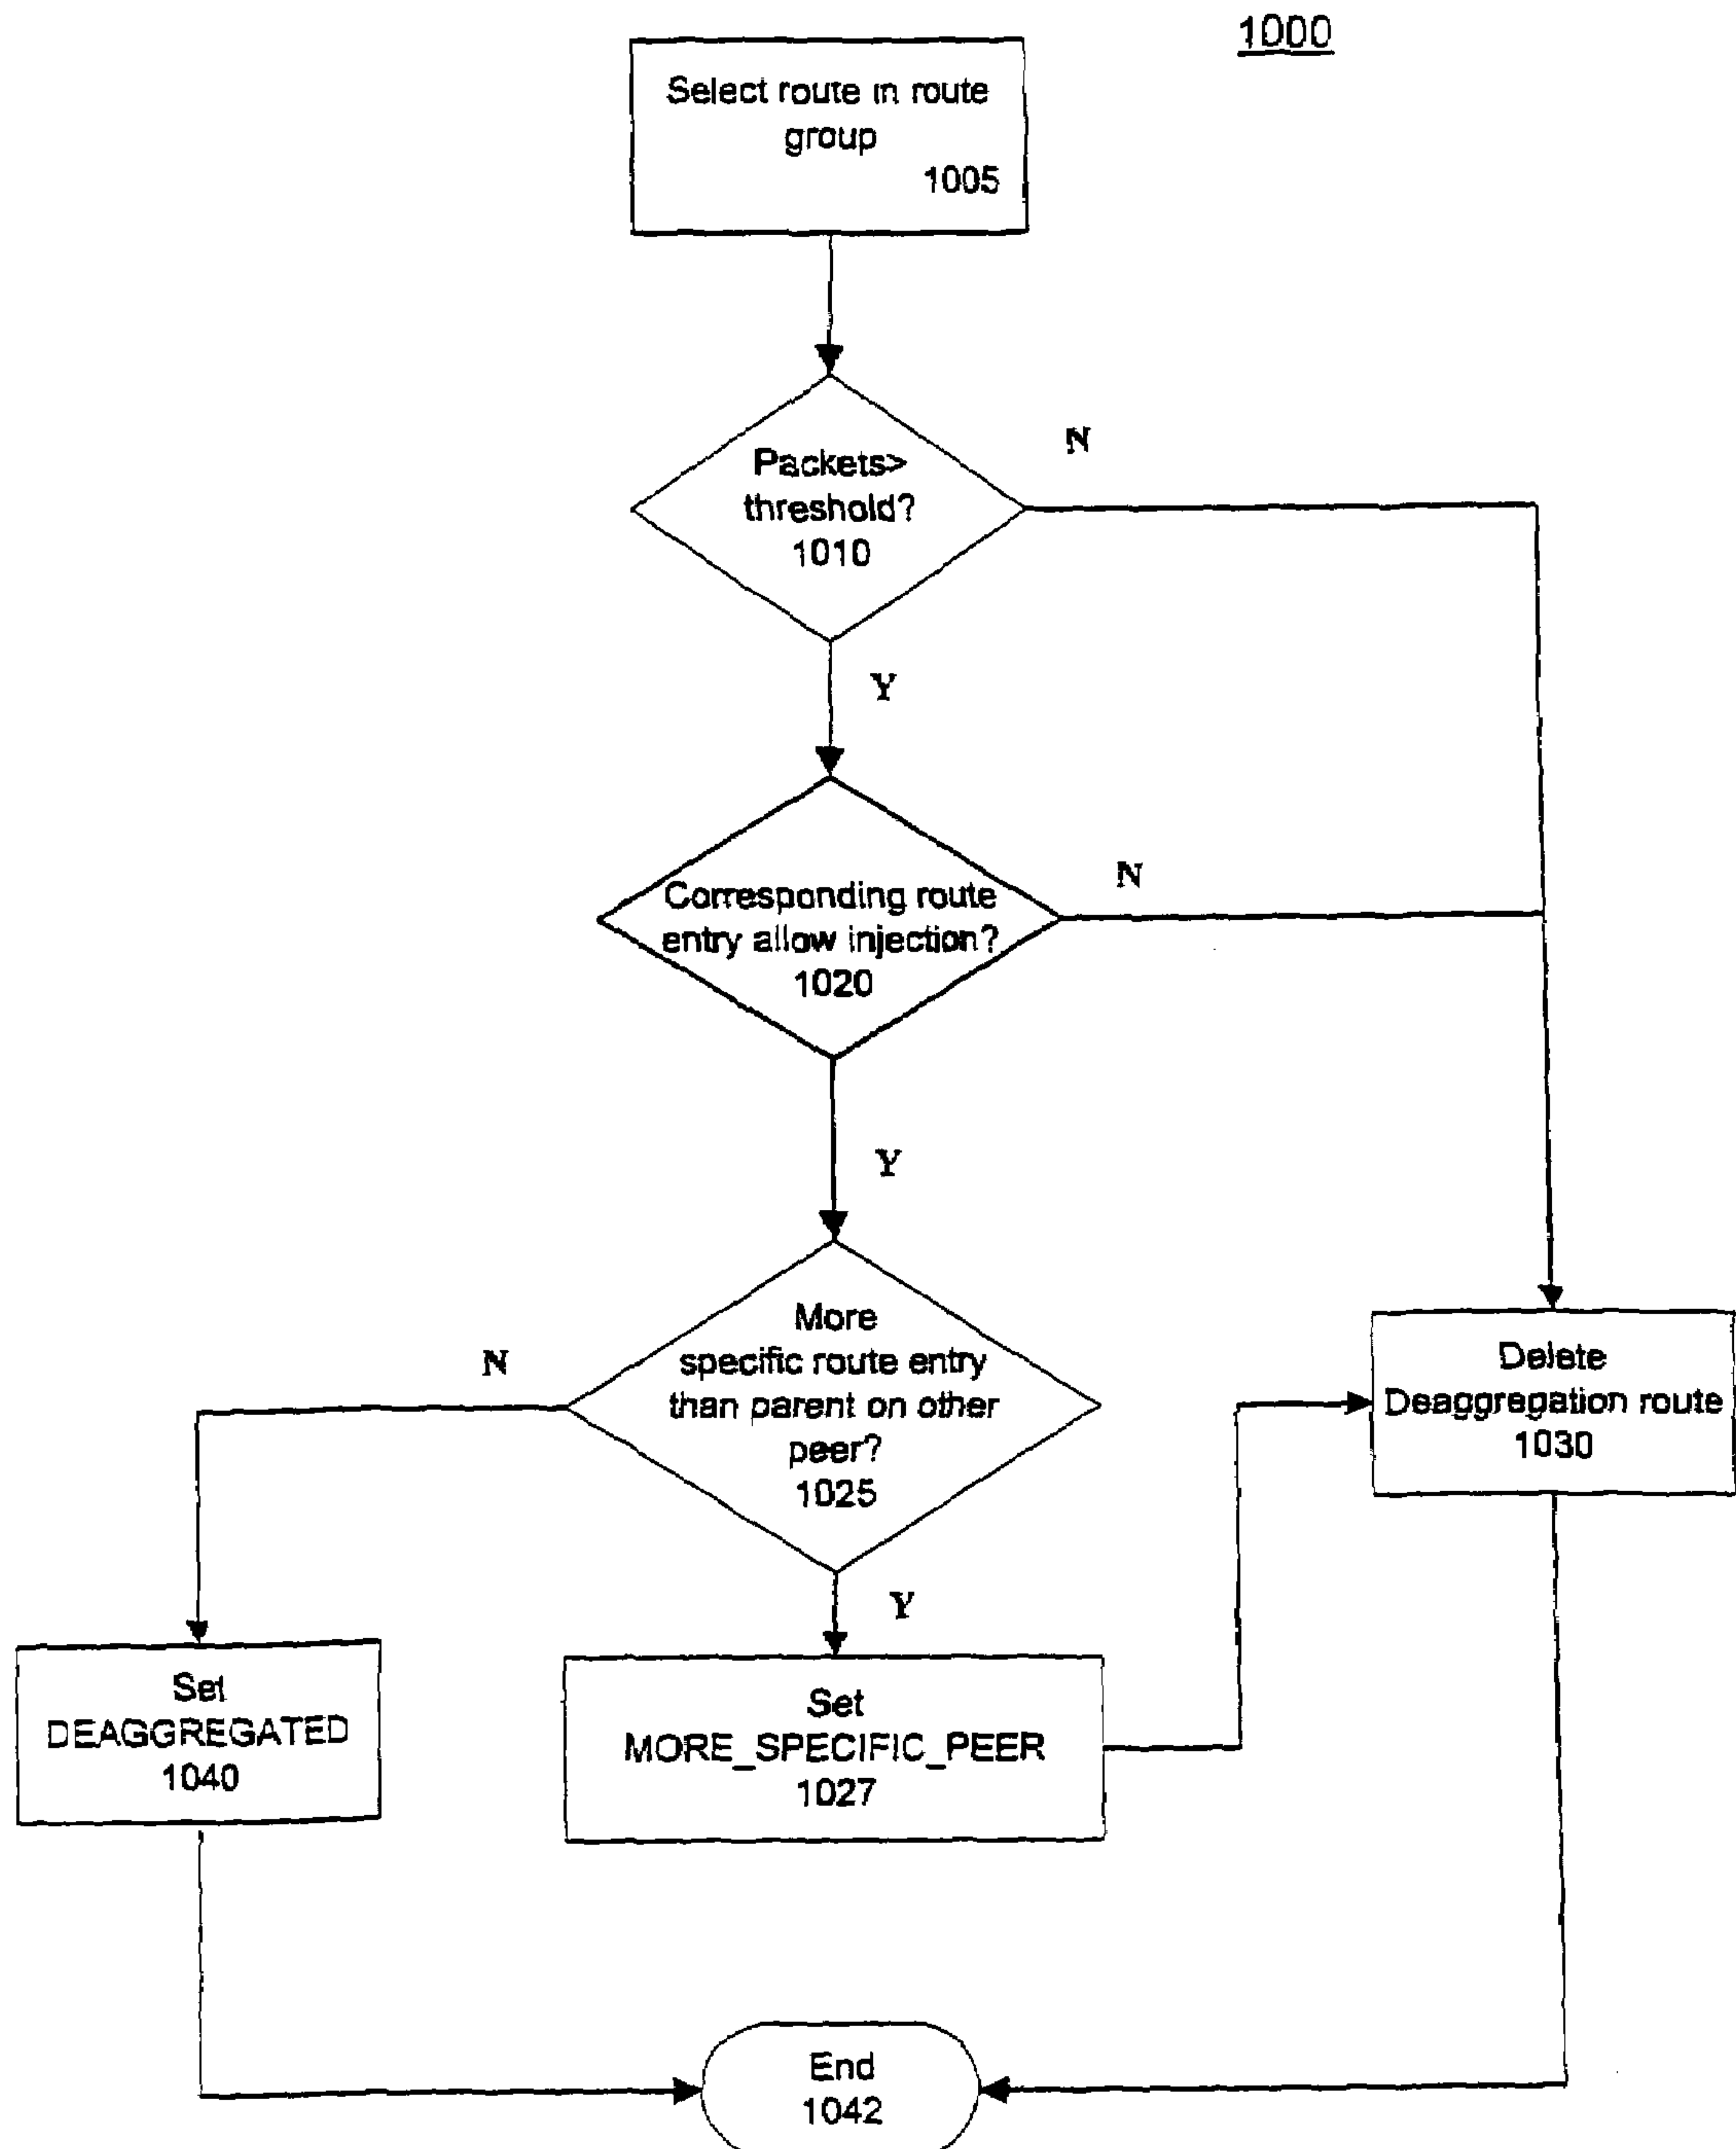 1000
Select route in route
group
1005
Packets>
threshold?
1010
N
Y
Corresponding route
entry allow injection?
1020
N
Y
More
specific route entry
than parent on other
peer?
1025
N
Y
Delete
Deaggregation route
1030
Set
DEAGGREGATED
1040
Set
MORE_SPECIFIC_PEER
1027
End
1042